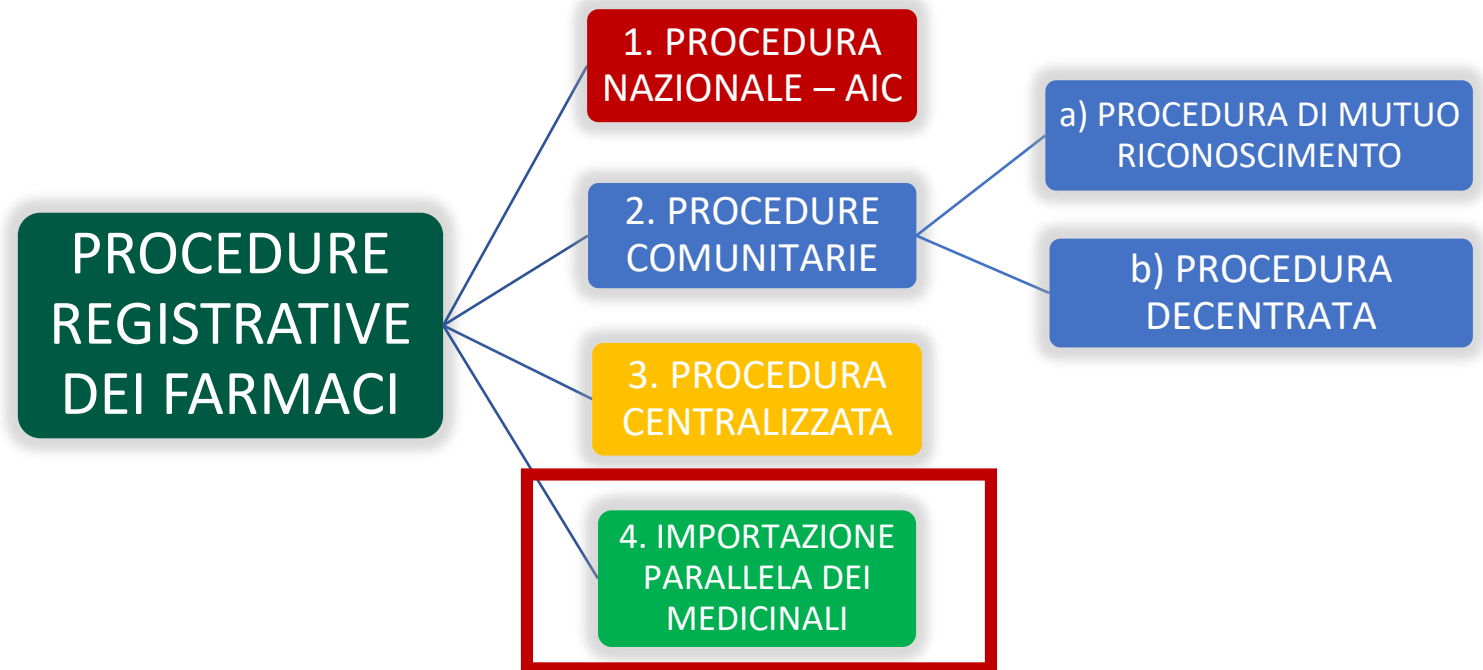 PROCEDURE
REGISTRATIVE
DEI FARMACI
1. PROCEDURA
NAZIONALE – AIC
2. PROCEDURE
COMUNITARIE
a) PROCEDURA DI MUTUO
RICONOSCIMENTO
b) PROCEDURA
DECENTRATA
3. PROCEDURA
CENTRALIZZATA
4. IMPORTAZIONE
PARALLELA DEI
MEDICINALI